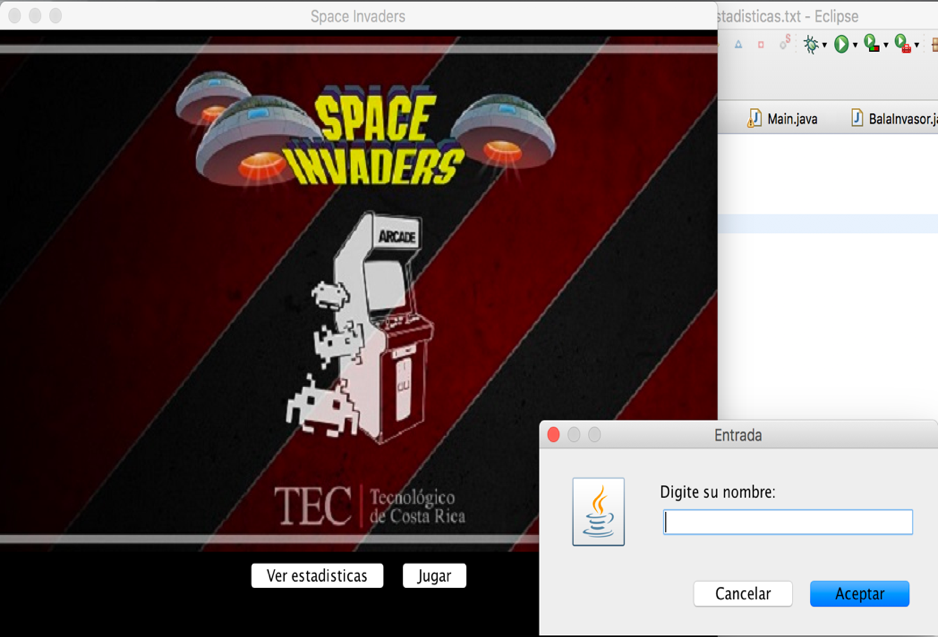 Space Invaders
stadisticas.txt - Eclipse
Main.java
BalaInvasor.ja
SPACE
INVADERS
ARCADE
TEC
Tecnológico
de Costa Rica
Ver estadisticas
Jugar
Entrada
Digite su nombre:
Cancelar
Aceptar